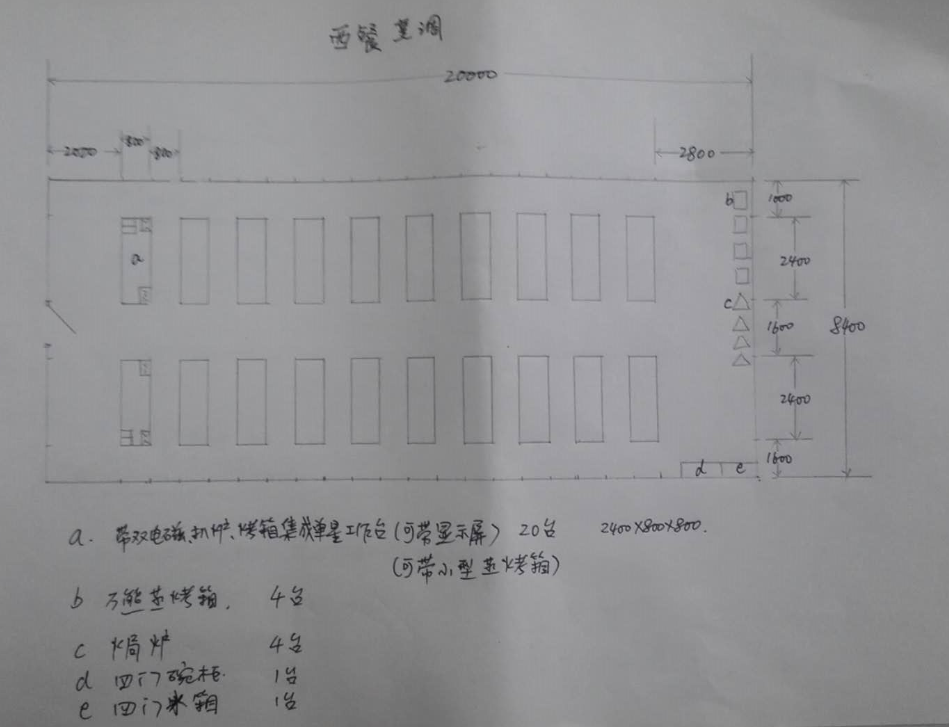 西餐烹调
20000
800
2000
800
2800
b
1000
a
2400
c
1600
8400
2400
1600
d e
a. 带双电磁、扒炉、烤箱集成单星工作台(可带显示屏) 20台 2400×800×800.
(可带小型蒸烤箱)
b 万能蒸烤箱. 4台
c 焗炉 4台
d 四门碗柜. 1台
e 四门冰箱 1台